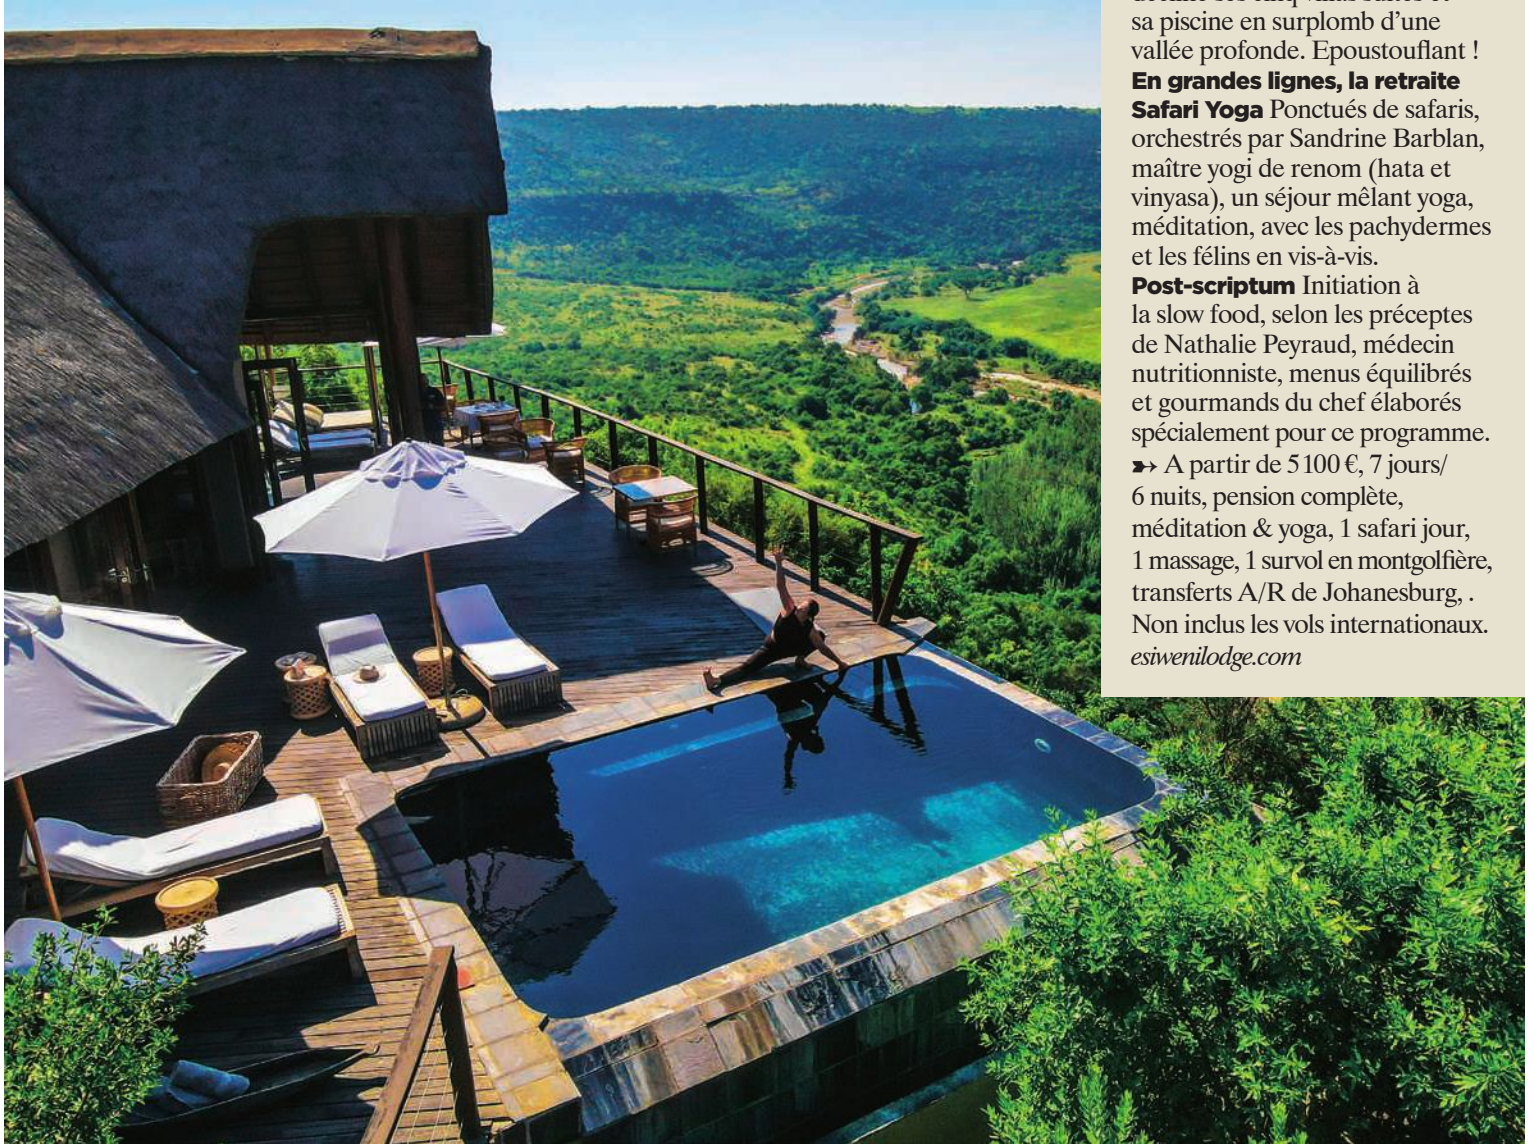 sa piscine en surplomb d’une
vallée profonde. Epoustouflant !
En grandes lignes, la retraite
Safari Yoga Ponctués de safaris,
orchestrés par Sandrine Barblan,
maître yogi de renom (hata et
vinyasa), un séjour mêlant yoga,
méditation, avec les pachydermes
et les félins en vis-à-vis.
Post-scriptum Initiation à
la slow food, selon les préceptes
de Nathalie Peyraud, médecin
nutritionniste, menus équilibrés
et gourmands du chef élaborés
spécialement pour ce programme.
➳ A partir de 5 100 €, 7 jours/
6 nuits, pension complète,
méditation & yoga, 1 safari jour,
1 massage, 1 survol en montgolfière,
transferts A/R de Johanesburg, .
Non inclus les vols internationaux.
esiwenilodge.com